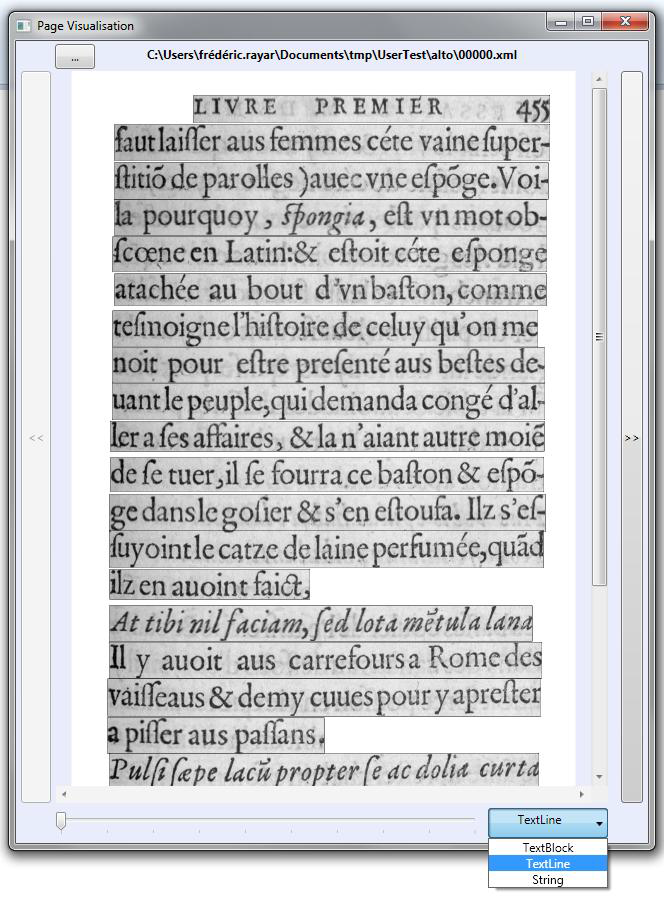 Page Visualisation
...
C:\Users\frédéric.rayar\Documents\tmp\UserTest\alto\00000.xml
LIVRE PREMIER 455
faut laiſſer aus femmes céte vaine ſuper-
ſtitiõ de parolles )auec vne eſpõge.Voi-
la pourquoy , ſpongia, eſt vn mot ob-
ſcœne en Latin:& eſtoit céte eſponge
atachée au bout d'vn baſton, comme
teſmoigne l'hiſtoire de celuy qu'on me
noit pour eſtre preſenté aus beſtes de-
uant le peuple,qui demanda congé d'al-
ler a ſes affaires, & la n'aiant autre moiẽ
de ſe tuer,il ſe fourra ce baſton & eſpõ-
ge dans le goſier & s'en eſtoufa. Ilz s'eſ-
ſuyoint le catze de laine perfumée,quãd
ilz en auoint faict,
At tibi nil faciam, ſed lota mẽtula lana
Il y auoit aus carrefours a Rome des
vaiſſeaus & demy cuues pour y apreſter
a piſſer aus paſſans.
Pulſi ſæpe lacũ propter ſe ac dolia curta
<<
>>
TextLine
TextBlock
TextLine
String